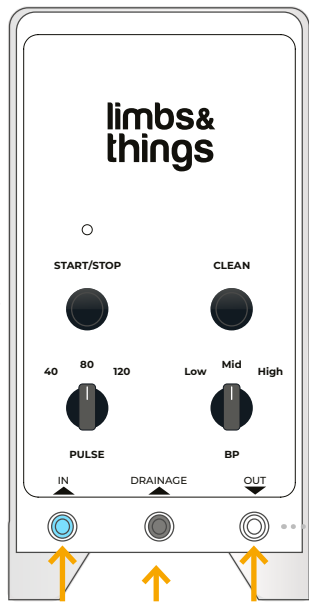 limbs&
things
START/STOP CLEAN
40 80 120 Low Mid High
PULSE BP
IN DRAINAGE OUT